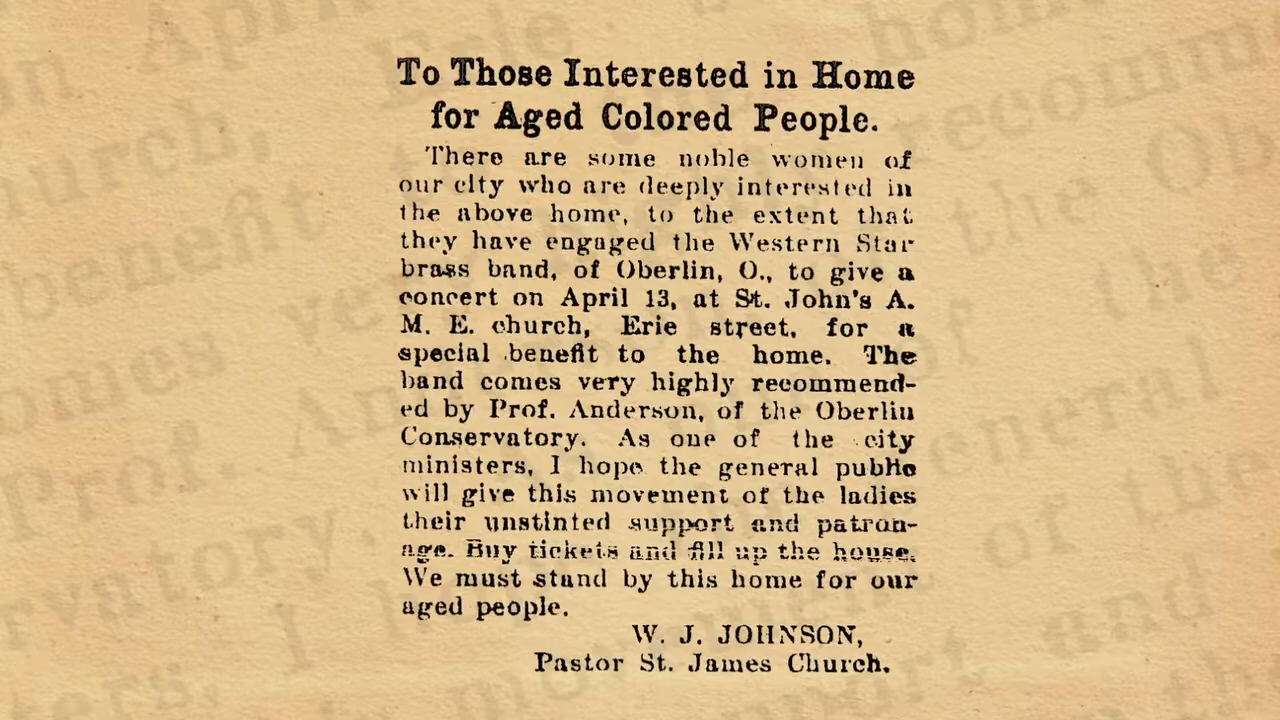 To Those Interested in Home
for Aged Colored People.
There are some noble women of
our city who are deeply interested in
the above home, to the extent that
they have engaged the Western Star
brass band, of Oberlin, O., to give a
concert on April 13, at St. John's A.
M. E. church, Erie street, for a
special benefit to the home. The
band comes very highly recommend-
ed by Prof. Anderson, of the Oberlin
Conservatory. As one of the city
ministers, I hope the general public
will give this movement of the ladies
their unstinted support and patron-
age. Buy tickets and fill up the house.
We must stand by this home for our
aged people.
W. J. JOHNSON,
Pastor St. James Church.